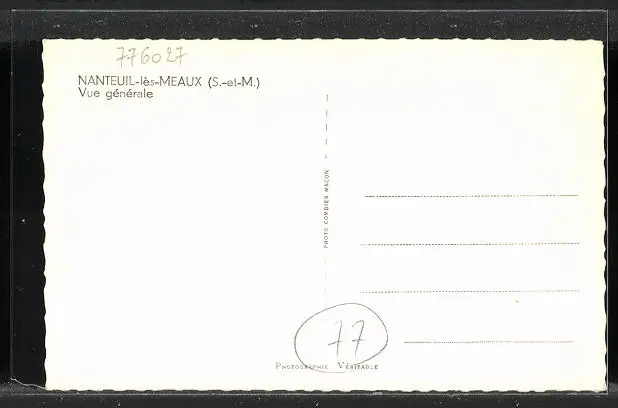 776027
NANTEUIL-lès-MEAUX (S.-et-M.)
Vue générale
PHOTO COMBIER MACON
77
PHOTOGRAPHIE VÉRITABLE